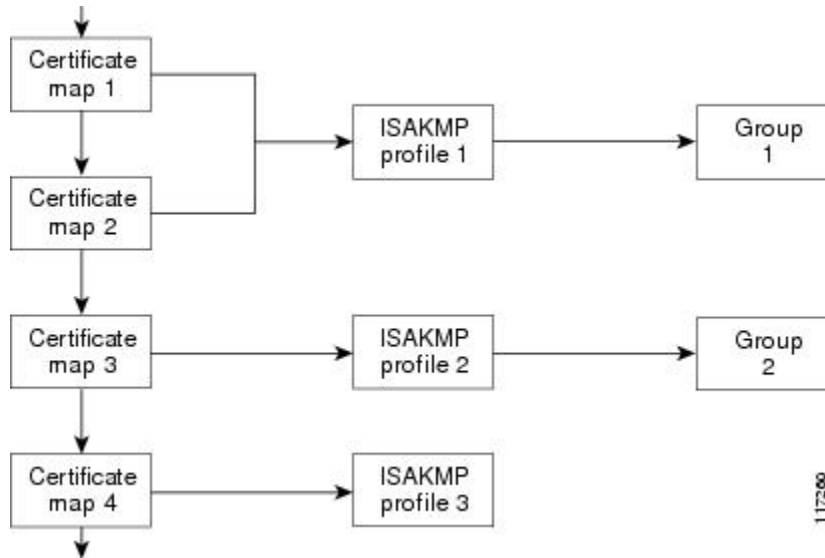 Certificate
map 1
ISAKMP
profile 1
Group
1
Certificate
map 2
Certificate
map 3
ISAKMP
profile 2
Group
2
Certificate
map 4
ISAKMP
profile 3
117269